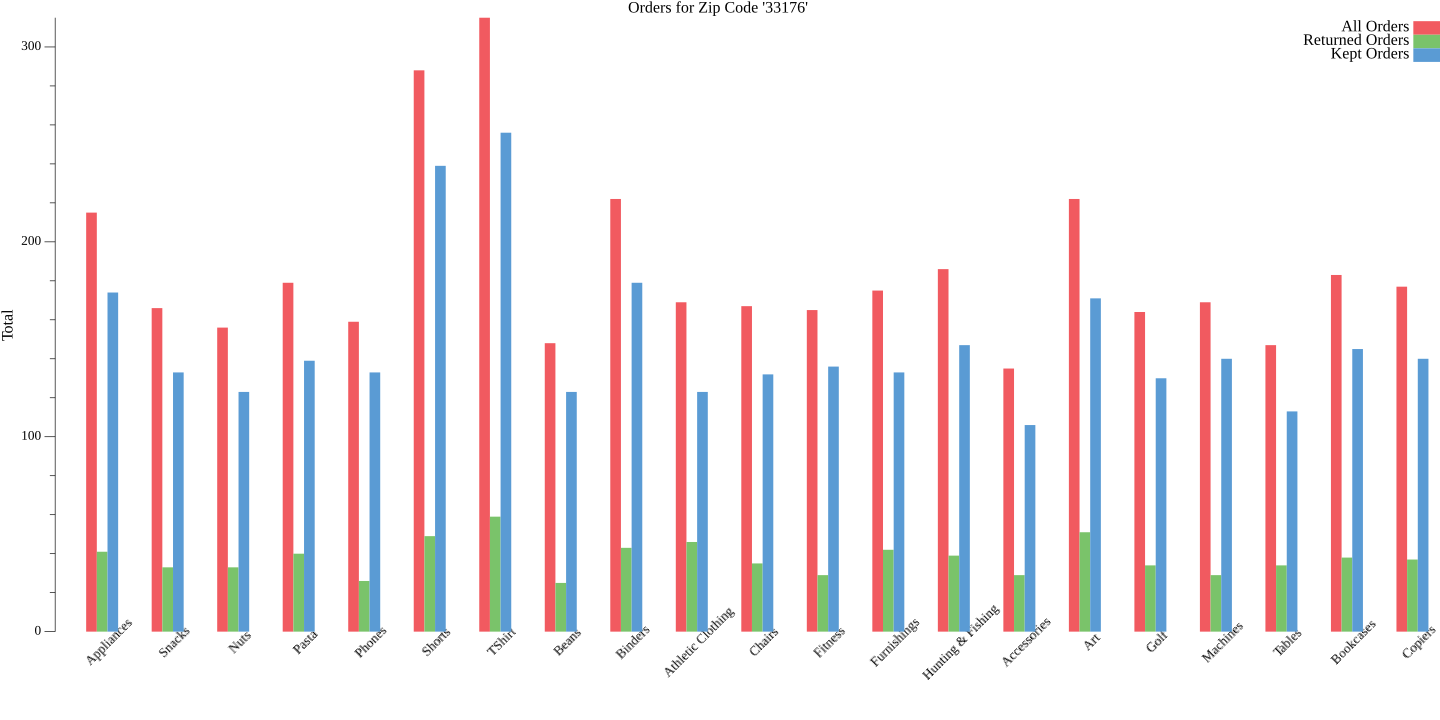 Orders for Zip Code '33176'
All Orders
Returned Orders
Kept Orders
Total
300
200
100
0
Appliances
Snacks
Nuts
Pasta
Phones
Shorts
TShirt
Beans
Binders
Athletic Clothing
Chairs
Fitness
Furnishings
Hunting & Fishing
Accessories
Art
Golf
Machines
Tables
Bookcases
Copiers